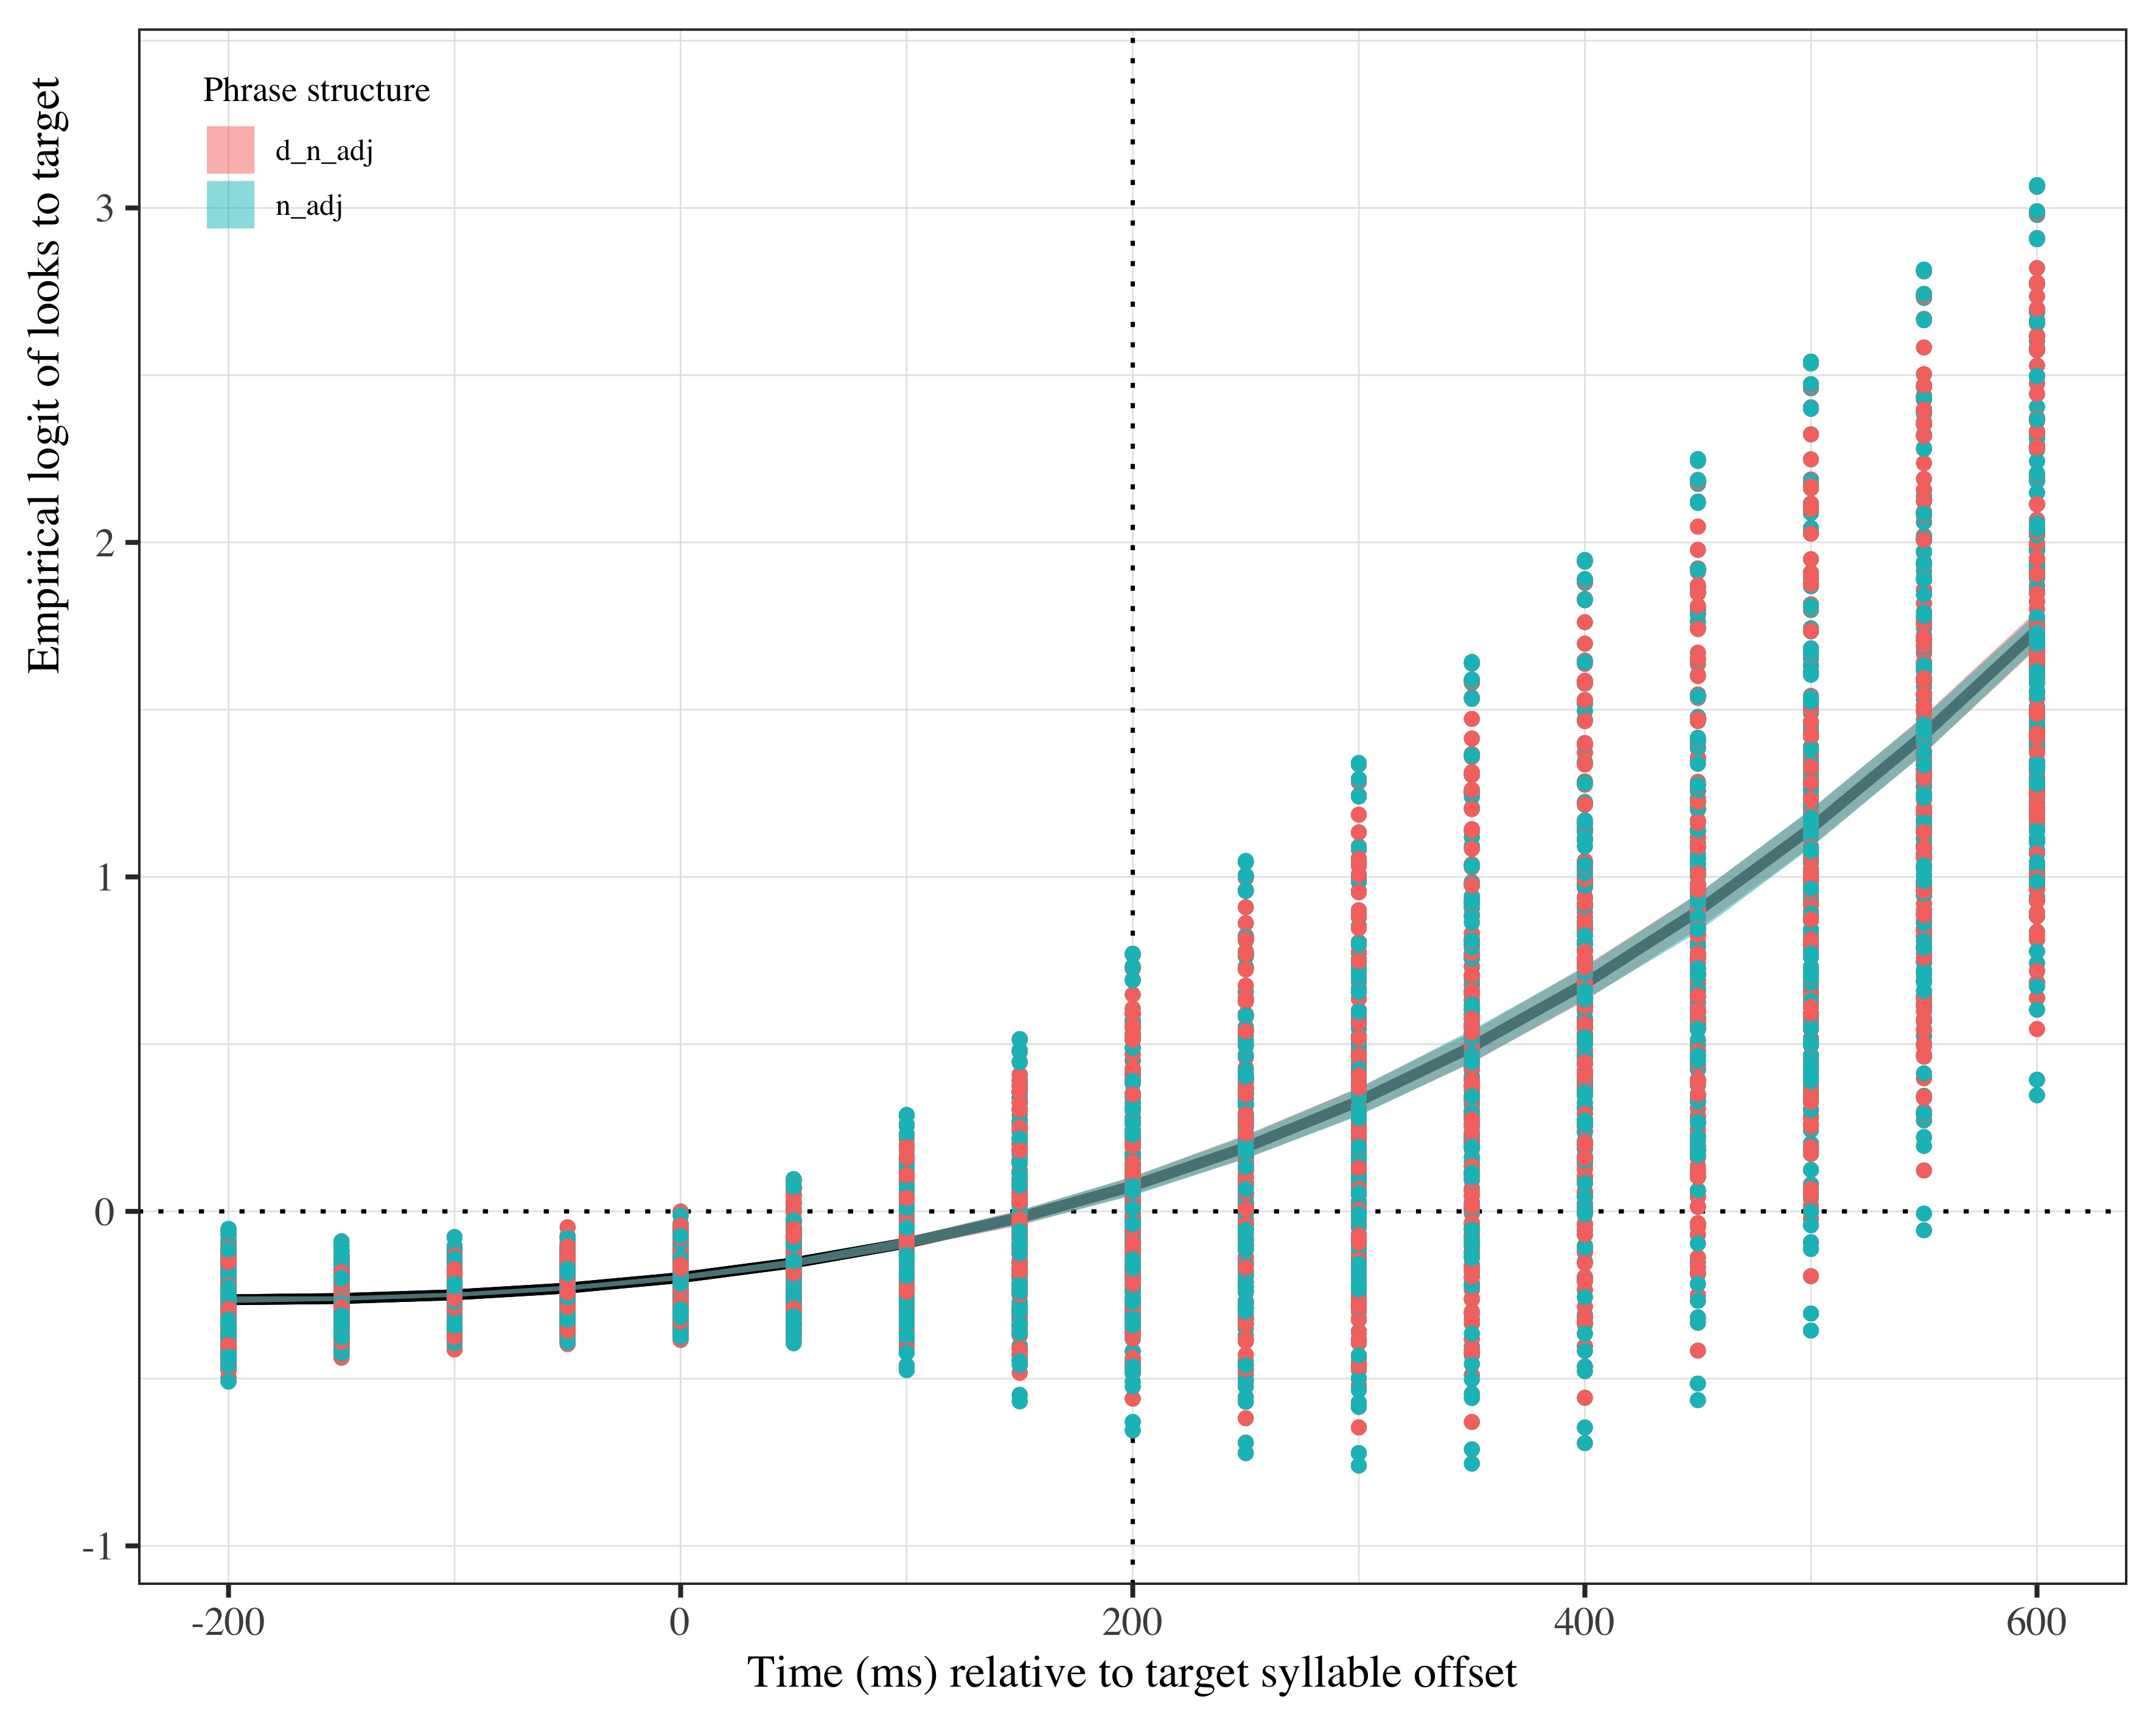 Empirical logit of looks to target
Phrase structure
d_n_adj
n_adj
3
2
1
0
-1
-200
0
200
400
600
Time (ms) relative to target syllable offset